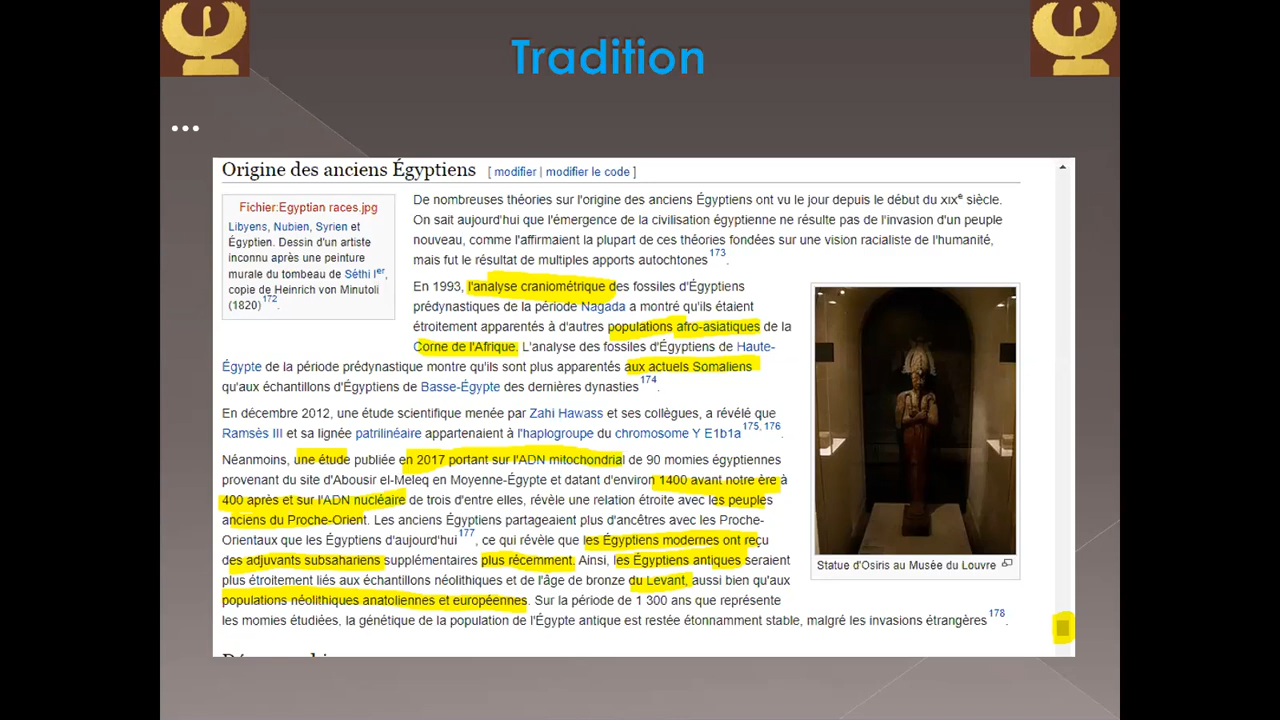 Tradition
...
Origine des anciens Égyptiens [ modifier | modifier le code ]
Fichier:Egyptian races.jpg
Libyens, Nubien, Syrien et
Égyptien. Dessin d'un artiste
inconnu après une peinture
murale du tombeau de Séthi Ier,
copie de Heinrich von Minutoli
(1820)172
De nombreuses théories sur l'origine des anciens Égyptiens ont vu le jour depuis le début du XIXe siècle.
On sait aujourd'hui que l'émergence de la civilisation égyptienne ne résulte pas de l'invasion d'un peuple
nouveau, comme l'affirmaient la plupart de ces théories fondées sur une vision racialiste de l'humanité,
mais fut le résultat de multiples apports autochtones173.
En 1993, l'analyse craniométrique des fossiles d'Égyptiens
prédynastiques de la période Nagada a montré qu'ils étaient
étroitement apparentés à d'autres populations afro-asiatiques de la
Corne de l'Afrique. L'analyse des fossiles d'Égyptiens de Haute-
Égypte de la période prédynastique montre qu'ils sont plus apparentés aux actuels Somaliens
qu'aux échantillons d'Égyptiens de Basse-Égypte des dernières dynasties174.
En décembre 2012, une étude scientifique menée par Zahi Hawass et ses collègues, a révélé que
Ramsès III et sa lignée patrilinéaire appartenaient à l'haplogroupe du chromosome Y E1b1a175, 176.
Néanmoins, une étude publiée en 2017 portant sur l'ADN mitochondrial de 90 momies égyptiennes
provenant du site d'Abousir el-Meleq en Moyenne-Égypte et datant d'environ 1400 avant notre ère à
400 après et sur l'ADN nucléaire de trois d'entre elles, révèle une relation étroite avec les peuples
anciens du Proche-Orient. Les anciens Égyptiens partageaient plus d'ancêtres avec les Proche-
Orientaux que les Égyptiens d'aujourd'hui177, ce qui révèle que les Égyptiens modernes ont reçu
des adjuvants subsahariens supplémentaires plus récemment. Ainsi, les Égyptiens antiques seraient
plus étroitement liés aux échantillons néolithiques et de l'âge de bronze du Levant, aussi bien qu'aux
populations néolithiques anatoliennes et européennes. Sur la période de 1 300 ans que représente
les momies étudiées, la génétique de la population de l'Égypte antique est restée étonnamment stable, malgré les invasions étrangères178.
Statue d'Osiris au Musée du Louvre